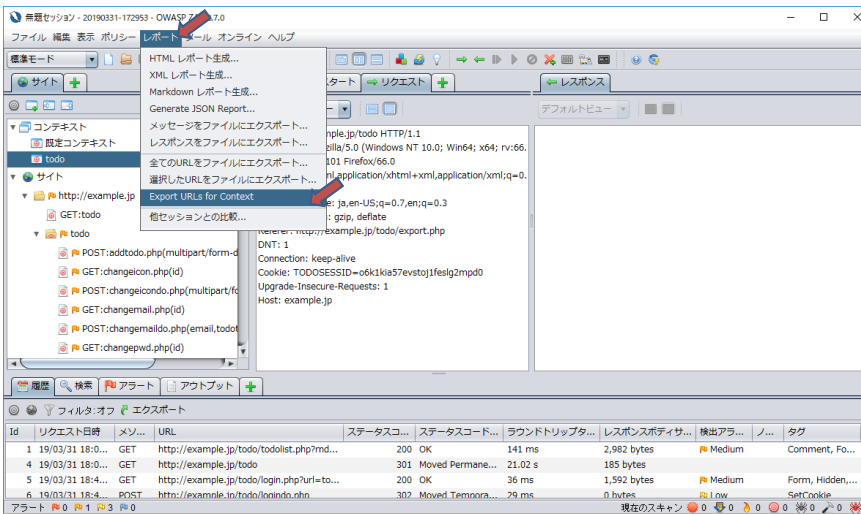 無題セッション - 20190331-172953 - OWASP Z 7.0
ファイル 編集 表示 ポリシー レポート ール オンライン ヘルプ
標準モード
HTML レポート生成...
XML レポート生成...
Markdown レポート生成...
Generate JSON Report...
メッセージをファイルにエクスポート...
レスポンスをファイルにエクスポート...
全てのURLをファイルにエクスポート...
選択したURLをファイルにエクスポート...
Export URLs for Context
他セッションとの比較...
サイト
スタート リクエスト
レスポンス
デフォルトビュー
コンテキスト
既定コンテキスト
todo
サイト
http://example.jp
GET:todo
todo
POST:addtodo.php(multipart/form-d
GET:changeicon.php(id)
POST:changeicondo.php(multipart/fo
GET:changemail.php(id)
POST:changemaildo.php(email,todot
GET:changepwd.php(id)
mple.jp/todo HTTP/1.1
zilla/5.0 (Windows NT 10.0; Win64; x64; rv:66.
101 Firefox/66.0
ml,application/xhtml+xml,application/xml;q=0.
e: ja,en-US;q=0.7,en;q=0.3
: gzip, deflate
Referer: http://example.jp/todo/export.php
DNT: 1
Connection: keep-alive
Cookie: TODOSESSID=o6k1kia57evstoj1feslg2mpd0
Upgrade-Insecure-Requests: 1
Host: example.jp
履歴 検索 アラート アウトプット
フィルタ:オフ エクスポート
Id リクエスト日時 メソ... URL ステータスコ... ステータスコード... ラウンドトリップタ... レスポンスボディサ... 検出アラ... ノ... タグ
1 19/03/31 18:0... GET http://example.jp/todo/todolist.php?rnd... 200 OK 141 ms 2,982 bytes Medium Comment, Fo...
4 19/03/31 18:0... GET http://example.jp/todo 301 Moved Permane... 21.02 s 185 bytes
5 19/03/31 18:4... GET http://example.jp/todo/login.php?url=to... 200 OK 36 ms 1,592 bytes Medium Form, Hidden,...
6 19/03/31 18:4... POST http://example.jp/todo/logindo.php 302 Moved Tempora... 29 ms 0 bytes Low SetCookie
アラート 0 1 3 0 現在のスキャン 0 0 0 0 0 0